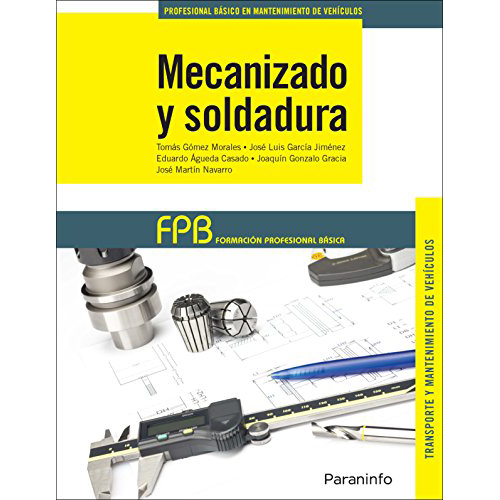 PROFESIONAL BÁSICO EN MANTENIMIENTO DE VEHÍCULOS
Mecanizado
y soldadura
Tomás Gómez Morales • José Luis García Jiménez
Eduardo Águeda Casado • Joaquín Gonzalo Gracia
José Martín Navarro
FPB FORMACIÓN PROFESIONAL BÁSICA
TRANSPORTE Y MANTENIMIENTO DE VEHÍCULOS
Paraninfo